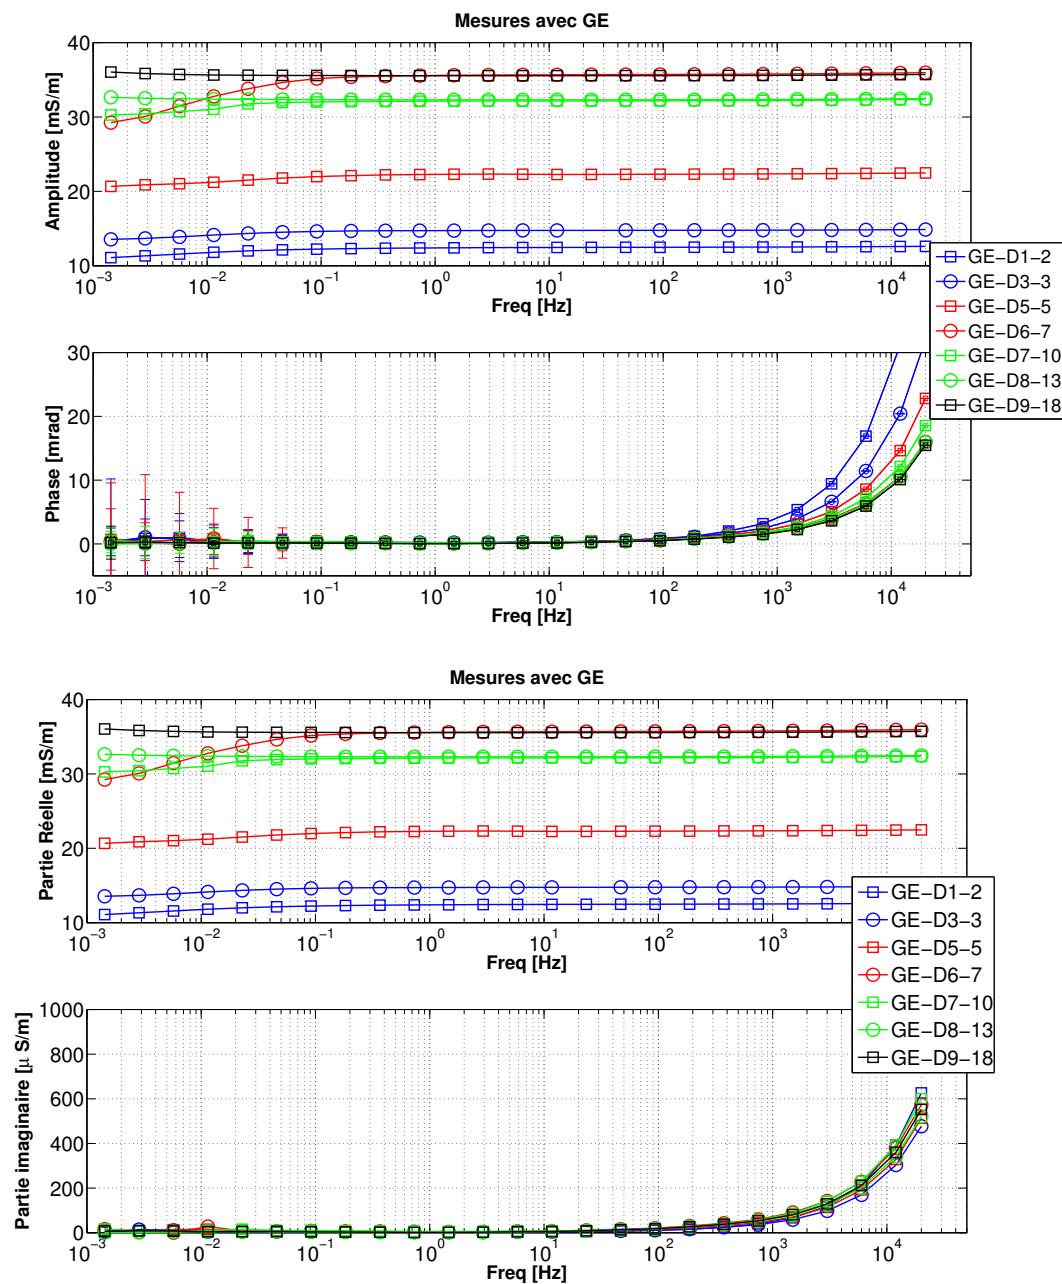 Mesures avec GE
Amplitude [mS/m]
40
30
20
10
10⁻³ 10⁻² 10⁻¹ 10⁰ 10¹ 10² 10³ 10⁴
Freq [Hz]
GE−D1−2
GE−D3−3
GE−D5−5
GE−D6−7
GE−D7−10
GE−D8−13
GE−D9−18
Phase [mrad]
30
20
10
0
10⁻³ 10⁻² 10⁻¹ 10⁰ 10¹ 10² 10³ 10⁴
Freq [Hz]
Mesures avec GE
Partie Réelle [mS/m]
40
30
20
10
10⁻³ 10⁻² 10⁻¹ 10⁰ 10¹ 10² 10³ 10⁴
Freq [Hz]
GE−D1−2
GE−D3−3
GE−D5−5
GE−D6−7
GE−D7−10
GE−D8−13
GE−D9−18
Partie imaginaire [μ S/m]
1000
800
600
400
200
0
10⁻³ 10⁻² 10⁻¹ 10⁰ 10¹ 10² 10³ 10⁴
Freq [Hz]